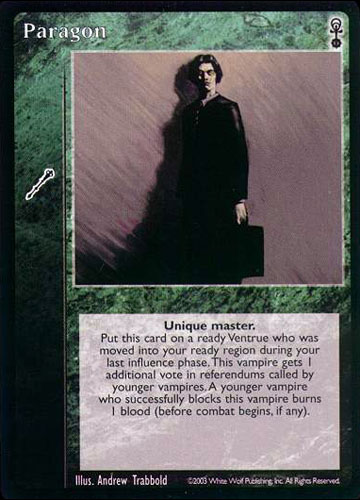 Paragon
Unique master.
Put this card on a ready Ventrue who was
moved into your ready region during your
last influence phase. This vampire gets 1
additional vote in referendums called by
younger vampires. A younger vampire
who successfully blocks this vampire burns
1 blood (before combat begins, if any).
Illus. Andrew Trabbold
©2003 White Wolf Publishing, Inc. All Rights Reserved.